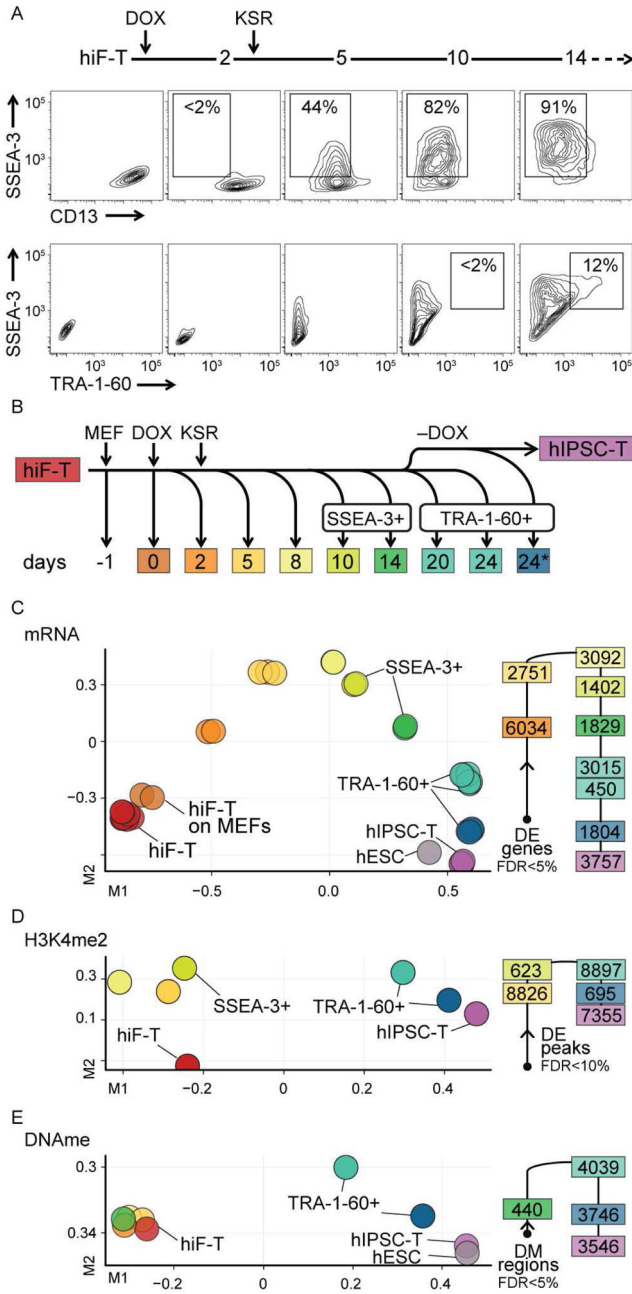 A
DOX
KSR
hiF-T
2
5
10
14
SSEA-3
10⁵
10³
<2%
44%
82%
91%
CD13
SSEA-3
10⁵
10³
<2%
12%
10³ 10⁵
10³ 10⁵
10³ 10⁵
10³ 10⁵
10³ 10⁵
TRA-1-60
B
MEF DOX KSR
–DOX
hiF-T
hIPSC-T
SSEA-3+
TRA-1-60+
days -1 0 2 5 8 10 14 20 24 24*
C
mRNA
0.3
0
−0.3
M2
M1
−0.5
0.0
0.5
SSEA-3+
TRA-1-60+
hiF-T
on MEFs
hiF-T
hIPSC-T
hESC
2751
6034
DE
genes
FDR<5%
3092
1402
1829
3015
450
1804
3757
D
H3K4me2
0.3
0.1
M2
M1
−0.2
0
0.2
0.4
SSEA-3+
TRA-1-60+
hiF-T
hIPSC-T
623
8826
DE
peaks
FDR<10%
8897
695
7355
E
DNAme
0.3
0.34
M2
M1
−0.2
0
0.2
0.4
TRA-1-60+
hiF-T
hIPSC-T
hESC
440
DM
regions
FDR<5%
4039
3746
3546